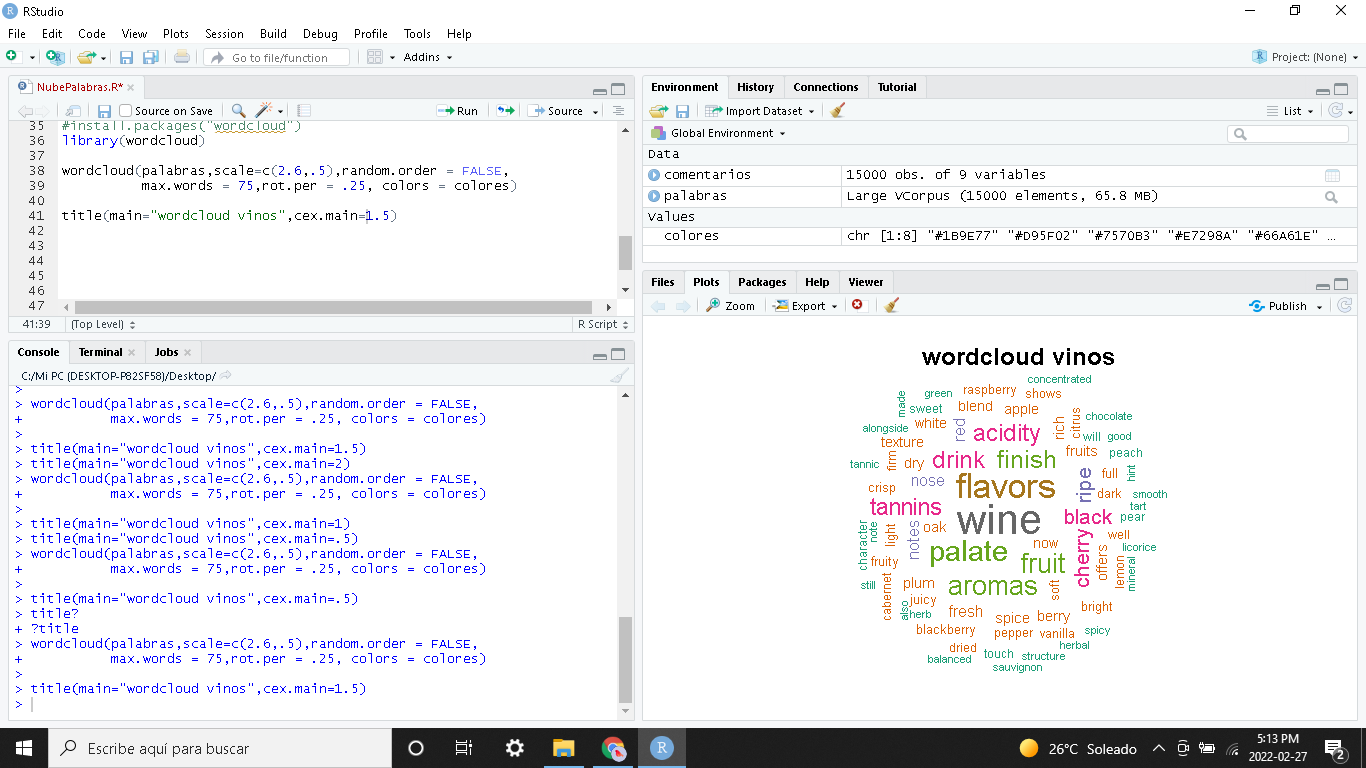 RStudio
File Edit Code View Plots Session Build Debug Profile Tools Help
Go to file/function
Addins
Project: (None)
NubePalabras.R*
Source on Save
Run
Source
35 #install.packages("wordcloud")
36 library(wordcloud)
37
38 wordcloud(palabras,scale=c(2.6,.5),random.order = FALSE,
39 max.words = 75,rot.per = .25, colors = colores)
40
41 title(main="wordcloud vinos",cex.main=1.5)
42
43
44
45
46
47
41:39 (Top Level) R Script
Console Terminal Jobs
C:/Mi PC (DESKTOP-P82SF58)/Desktop/
>
> wordcloud(palabras,scale=c(2.6,.5),random.order = FALSE,
+ max.words = 75,rot.per = .25, colors = colores)
>
> title(main="wordcloud vinos",cex.main=1.5)
> title(main="wordcloud vinos",cex.main=2)
> wordcloud(palabras,scale=c(2.6,.5),random.order = FALSE,
+ max.words = 75,rot.per = .25, colors = colores)
>
> title(main="wordcloud vinos",cex.main=1)
> title(main="wordcloud vinos",cex.main=.5)
> wordcloud(palabras,scale=c(2.6,.5),random.order = FALSE,
+ max.words = 75,rot.per = .25, colors = colores)
>
> title(main="wordcloud vinos",cex.main=.5)
> title?
+ ?title
> wordcloud(palabras,scale=c(2.6,.5),random.order = FALSE,
+ max.words = 75,rot.per = .25, colors = colores)
>
> title(main="wordcloud vinos",cex.main=1.5)
>
Environment History Connections Tutorial
Import Dataset
List
Global Environment
Data
comentarios 15000 obs. of 9 variables
palabras Large VCorpus (15000 elements, 65.8 MB)
Values
colores chr [1:8] "#1B9E77" "#D95F02" "#7570B3" "#E7298A" "#66A61E" …
Files Plots Packages Help Viewer
Zoom Export Publish
wordcloud vinos
concentrated
made green raspberry shows
sweet blend apple
alongside white red acidity rich citrus chocolate
texture will good
tannic firm dry drink finish fruits peach
crisp nose flavors ripe full hint
dark smooth
tannins wine black tart
pear
character note light notes oak now cherry well
palate fruit offers licorice
fruity lemon mineral
still cabernet plum aromas soft
also juicy
herb fresh spice berry bright
blackberry pepper vanilla spicy
dried herbal
balanced touch structure
sauvignon
Escribe aquí para buscar
26°C Soleado
5:13 PM
2022-02-27
2